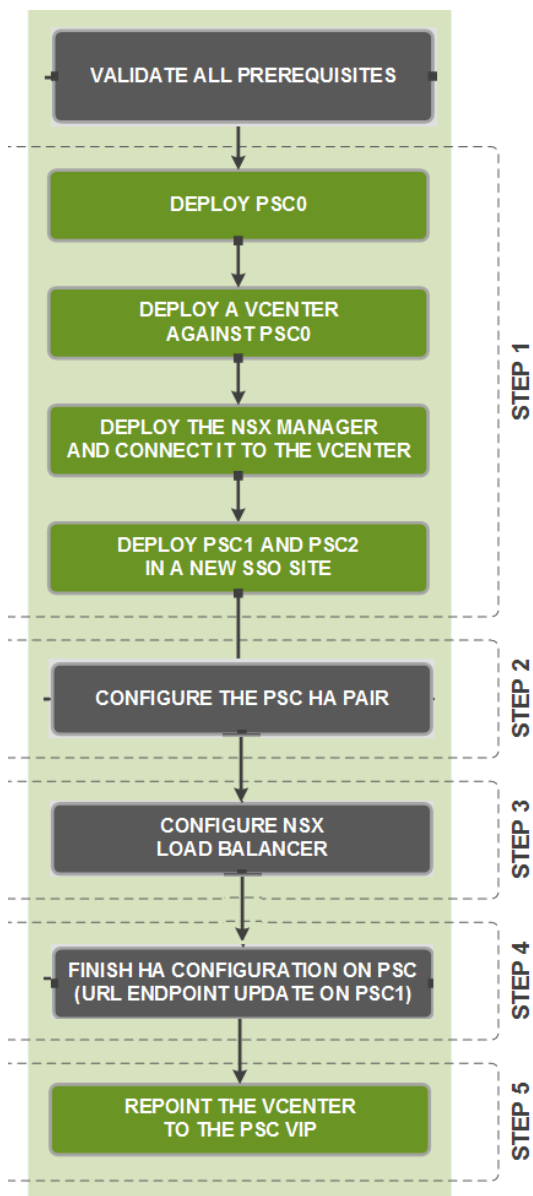 VALIDATE ALL PREREQUISITES
DEPLOY PSC0
DEPLOY A VCENTER
AGAINST PSC0
DEPLOY THE NSX MANAGER
AND CONNECT IT TO THE VCENTER
DEPLOY PSC1 AND PSC2
IN A NEW SSO SITE
STEP 1
CONFIGURE THE PSC HA PAIR
STEP 2
CONFIGURE NSX
LOAD BALANCER
STEP 3
FINISH HA CONFIGURATION ON PSC
(URL ENDPOINT UPDATE ON PSC1)
STEP 4
REPOINT THE VCENTER
TO THE PSC VIP
STEP 5